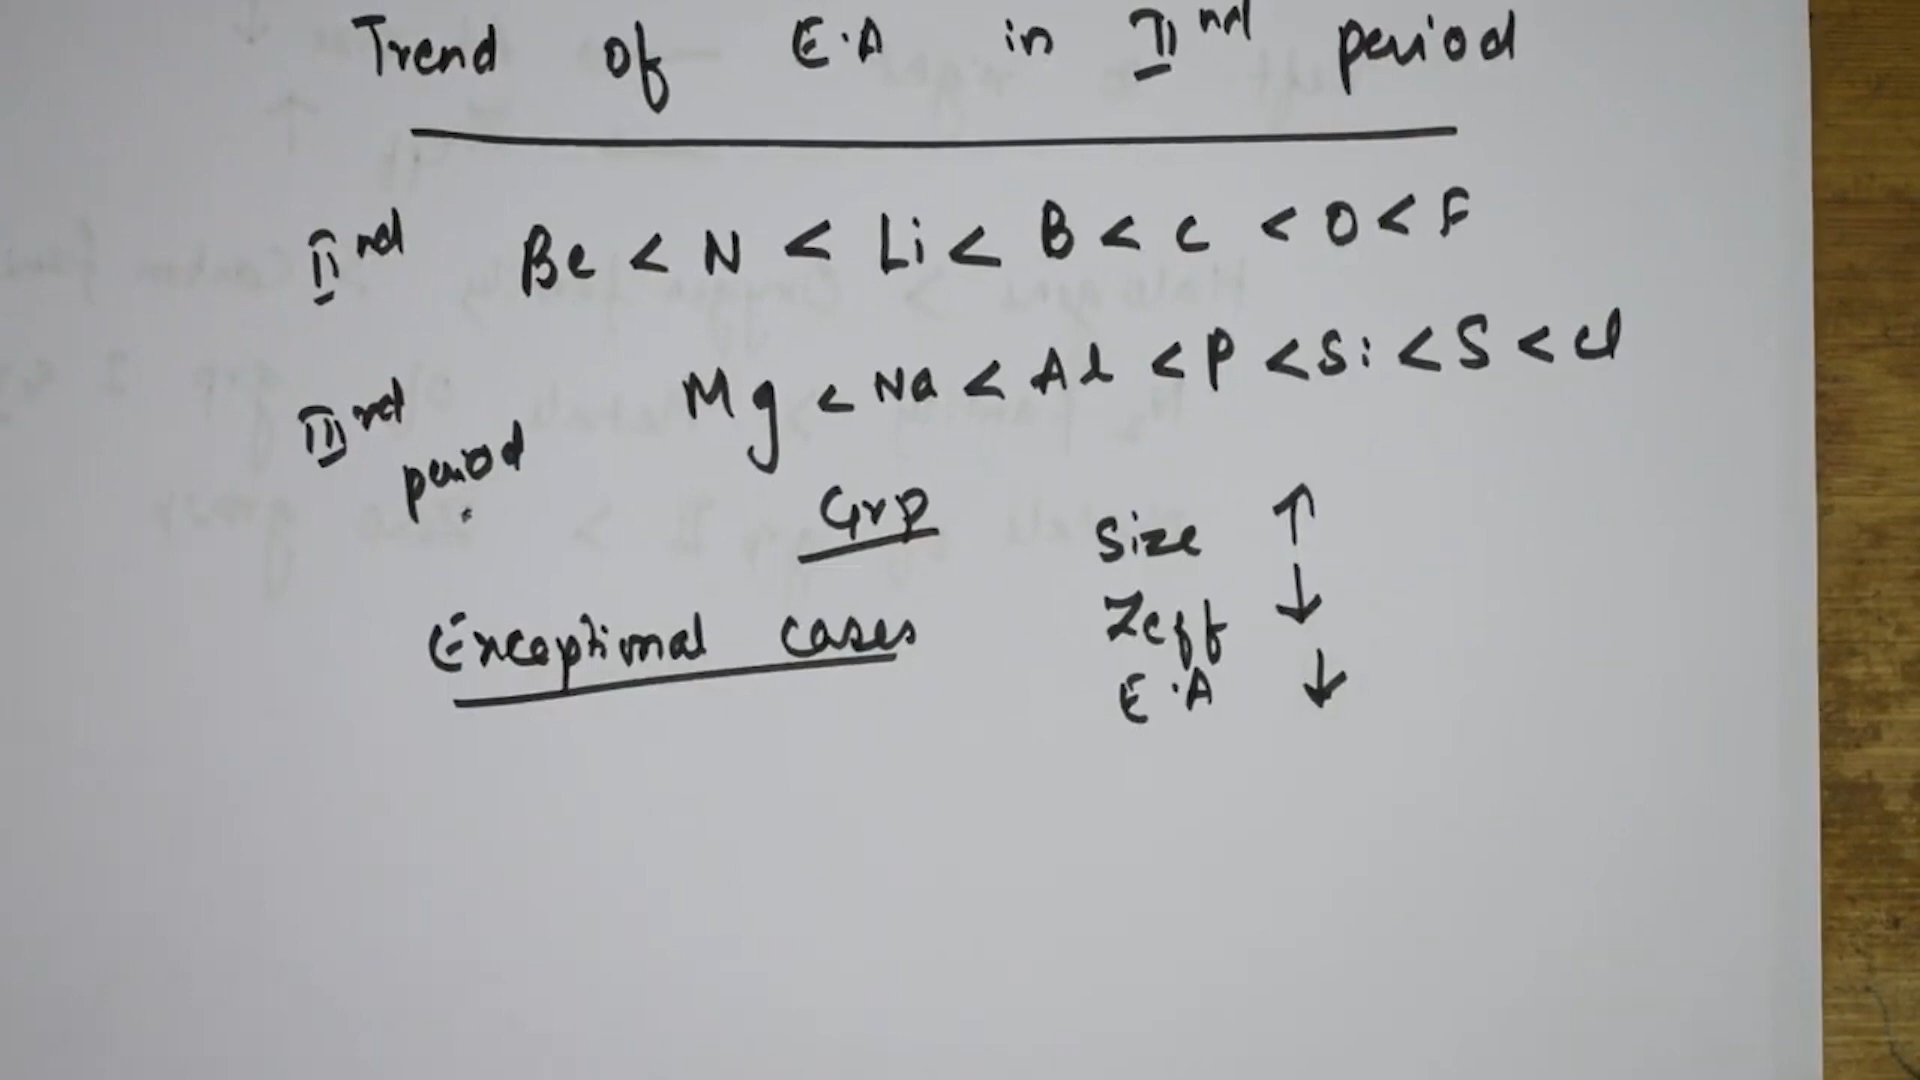 Trend of E.A in IInd period
IInd Be < N < Li < B < C < O < F
IIIrd period Mg < Na < Al < P < Si < S < Cl
Grp
Size ↑
Exceptional cases
Zeff ↓
E.A ↓